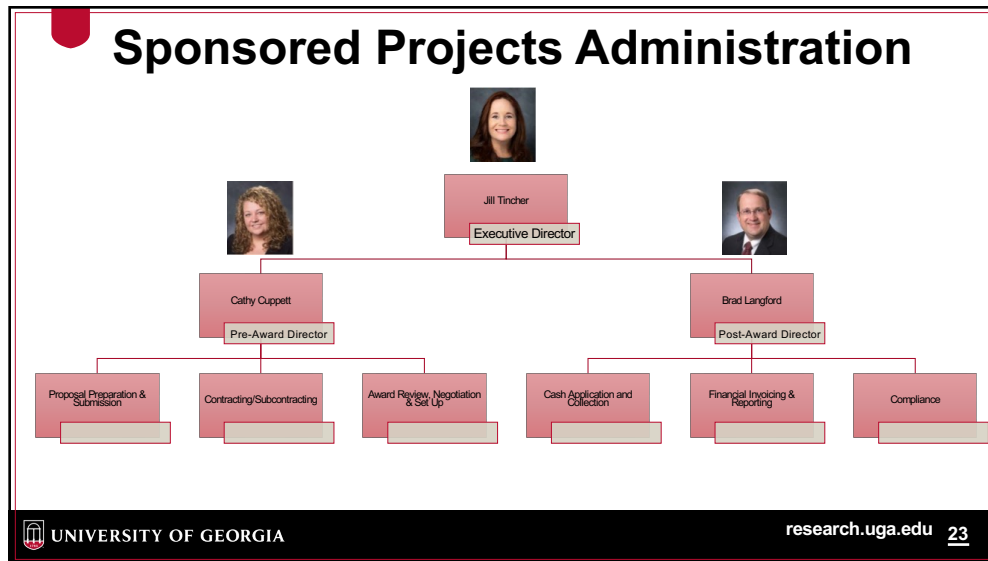 Sponsored Projects Administration
Jill Tincher
Executive Director
Cathy Cuppett
Pre-Award Director
Brad Langford
Post-Award Director
Proposal Preparation &
Submission
Contracting/Subcontracting
Award Review, Negotiation
& Set Up
Cash Application and
Collection
Financial Invoicing &
Reporting
Compliance
UNIVERSITY OF GEORGIA
research.uga.edu 23